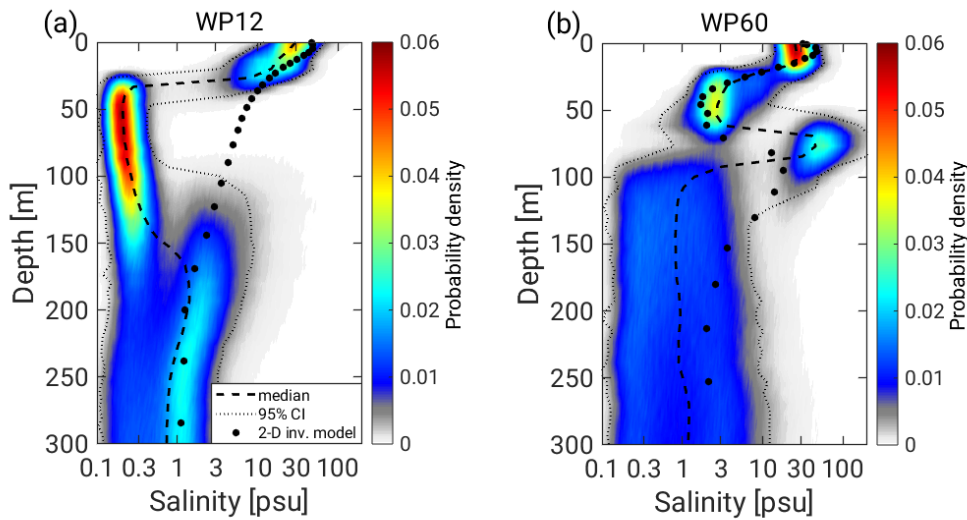 (a)
WP12
0
50
100
150
200
250
300
Depth [m]
0.1 0.3 1 3 10 30 100
Salinity [psu]
median
95% CI
2-D inv. model
0.06
0.05
0.04
0.03
0.02
0.01
0
Probability density
(b)
WP60
0
50
100
150
200
250
300
Depth [m]
0.1 0.3 1 3 10 30 100
Salinity [psu]
0.06
0.05
0.04
0.03
0.02
0.01
0
Probability density